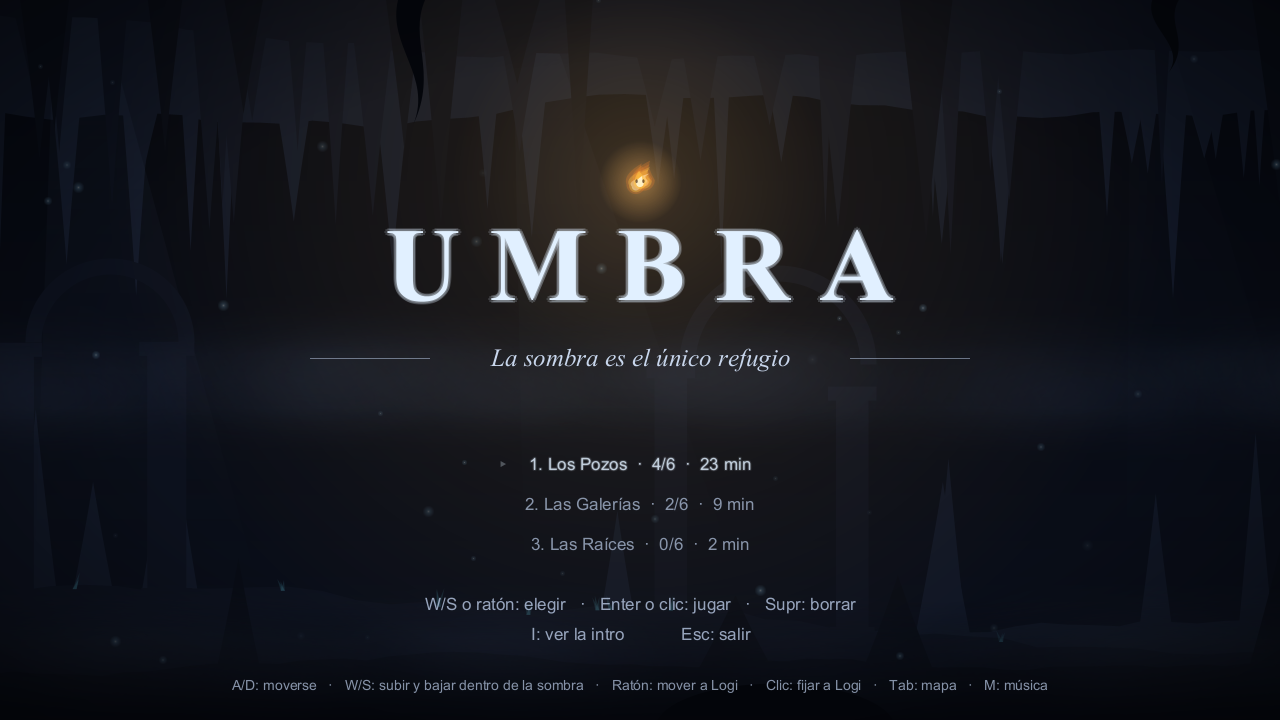 UMBRA
La sombra es el único refugio
1. Los Pozos · 4/6 · 23 min
2. Las Galerías · 2/6 · 9 min
3. Las Raíces · 0/6 · 2 min
W/S o ratón: elegir · Enter o clic: jugar · Supr: borrar
I: ver la intro Esc: salir
A/D: moverse · W/S: subir y bajar dentro de la sombra · Ratón: mover a Logi · Clic: fijar a Logi · Tab: mapa · M: música